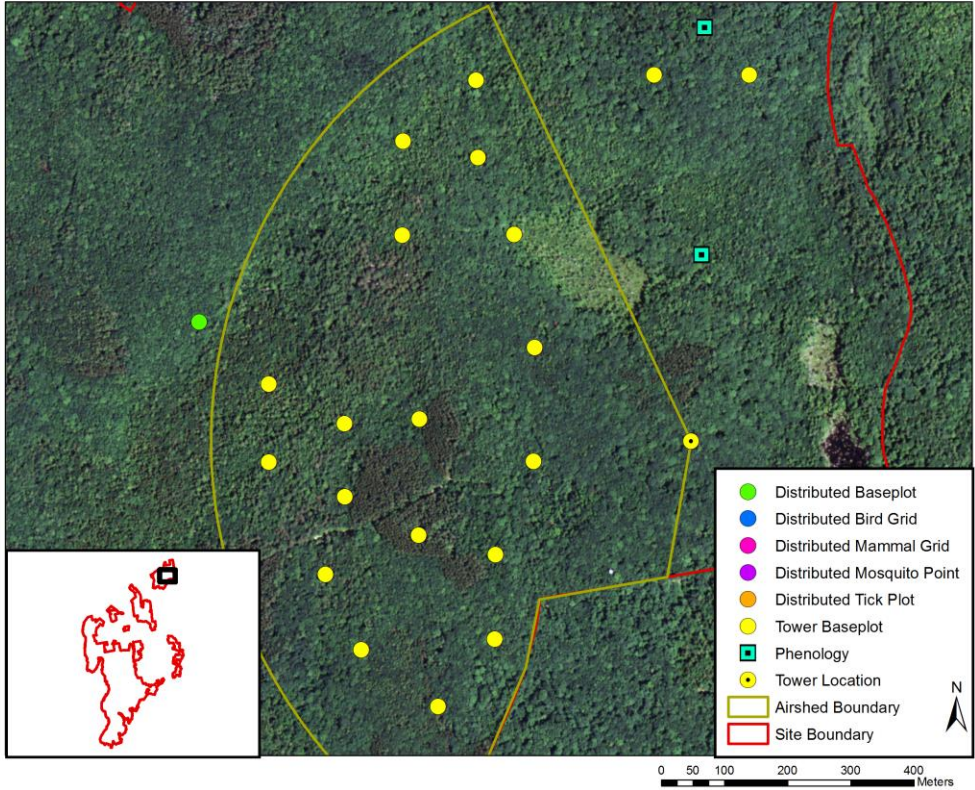 Distributed Baseplot
Distributed Bird Grid
Distributed Mammal Grid
Distributed Mosquito Point
Distributed Tick Plot
Tower Baseplot
Phenology
Tower Location
Airshed Boundary
Site Boundary
N
0 50 100 200 300 400
Meters